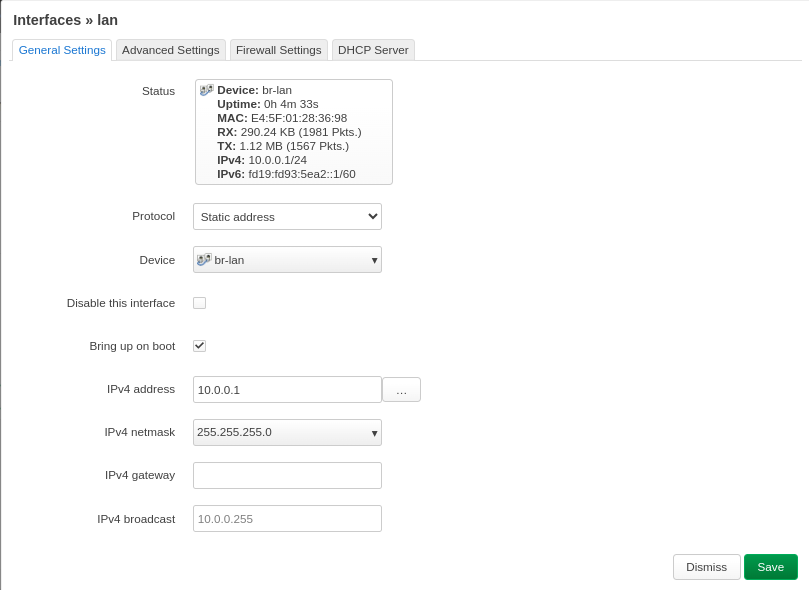 Interfaces » lan
General Settings
Advanced Settings
Firewall Settings
DHCP Server
Status
Device: br-lan
Uptime: 0h 4m 33s
MAC: E4:5F:01:28:36:98
RX: 290.24 KB (1981 Pkts.)
TX: 1.12 MB (1567 Pkts.)
IPv4: 10.0.0.1/24
IPv6: fd19:fd93:5ea2::1/60
Protocol
Static address
Device
br-lan
Disable this interface
Bring up on boot
IPv4 address
10.0.0.1
...
IPv4 netmask
255.255.255.0
IPv4 gateway
IPv4 broadcast
10.0.0.255
Dismiss
Save